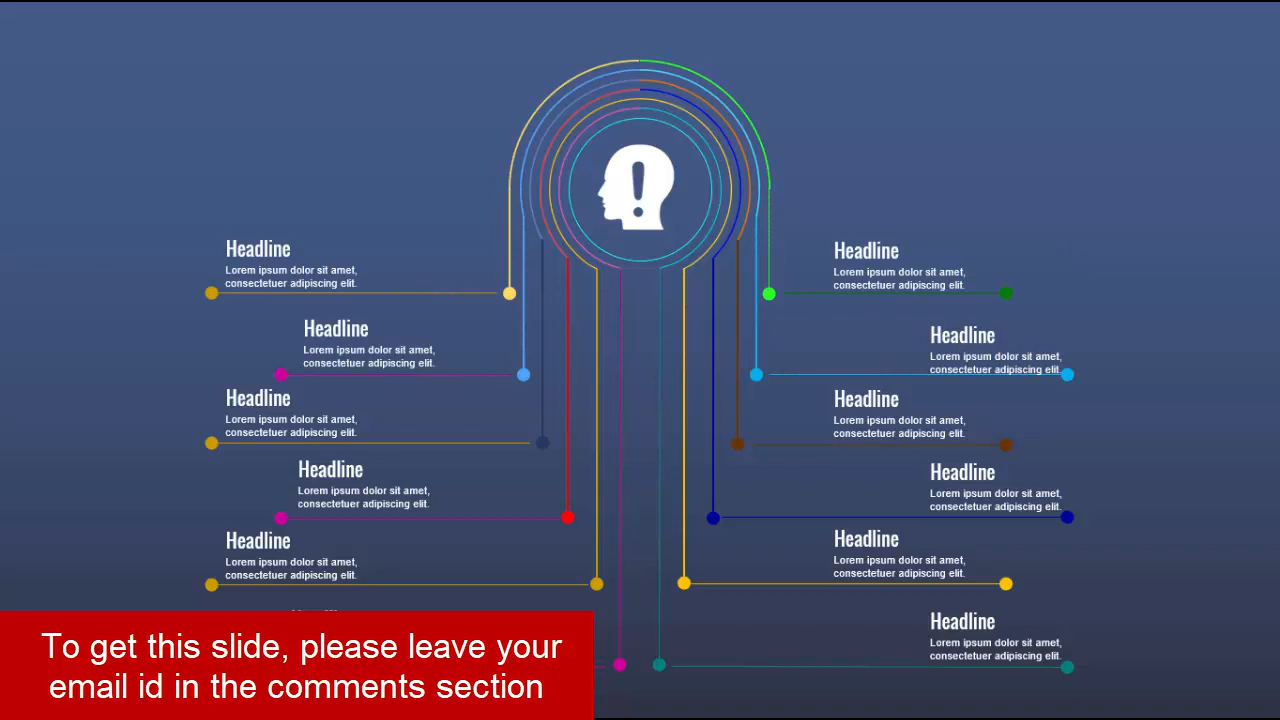 Headline
Lorem ipsum dolor sit amet,
consectetuer adipiscing elit.
Headline
Lorem ipsum dolor sit amet,
consectetuer adipiscing elit.
Headline
Lorem ipsum dolor sit amet,
consectetuer adipiscing elit.
Headline
Lorem ipsum dolor sit amet,
consectetuer adipiscing elit.
Headline
Lorem ipsum dolor sit amet,
consectetuer adipiscing elit.
Headline
Lorem ipsum dolor sit amet,
consectetuer adipiscing elit.
Headline
Lorem ipsum dolor sit amet,
consectetuer adipiscing elit.
Headline
Lorem ipsum dolor sit amet,
consectetuer adipiscing elit.
Headline
Lorem ipsum dolor sit amet,
consectetuer adipiscing elit.
Headline
Lorem ipsum dolor sit amet,
consectetuer adipiscing elit.
Headline
Lorem ipsum dolor sit amet,
consectetuer adipiscing elit.
To get this slide, please leave your
email id in the comments section